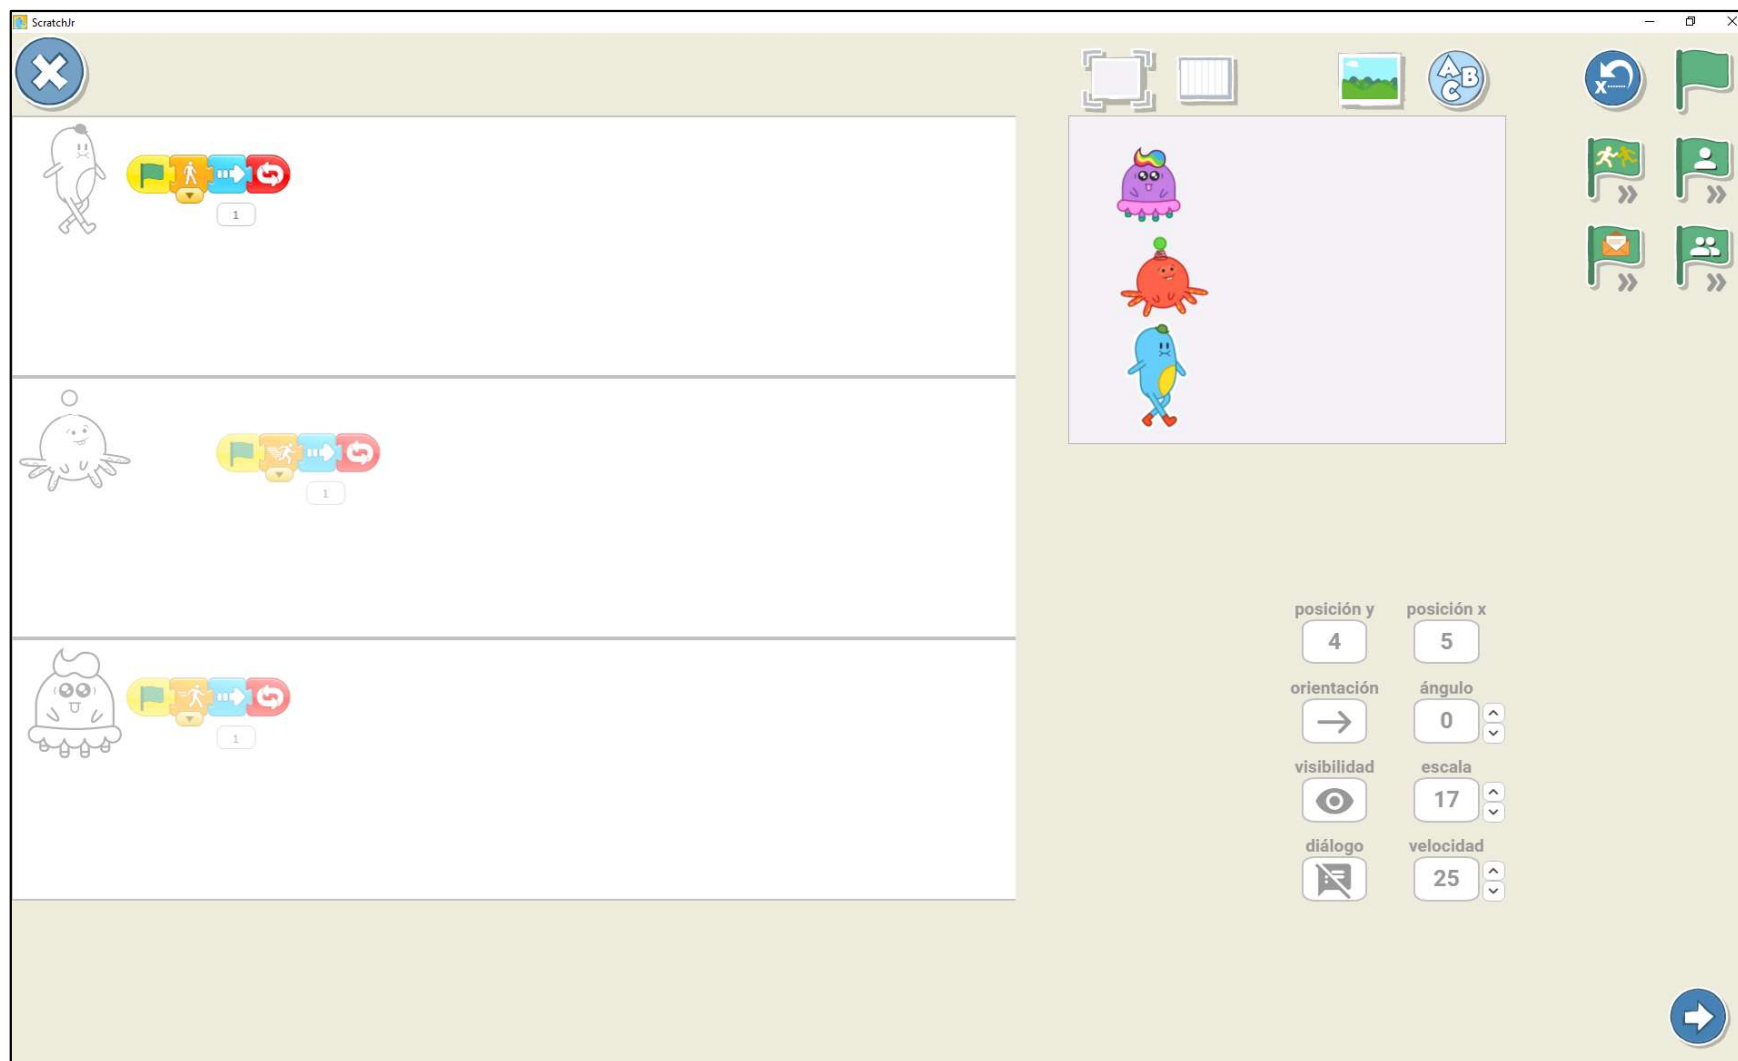 ScratchJr
A B C
1
1
1
posición y posición x
4 5
orientación ángulo
0
visibilidad escala
17
diálogo velocidad
25